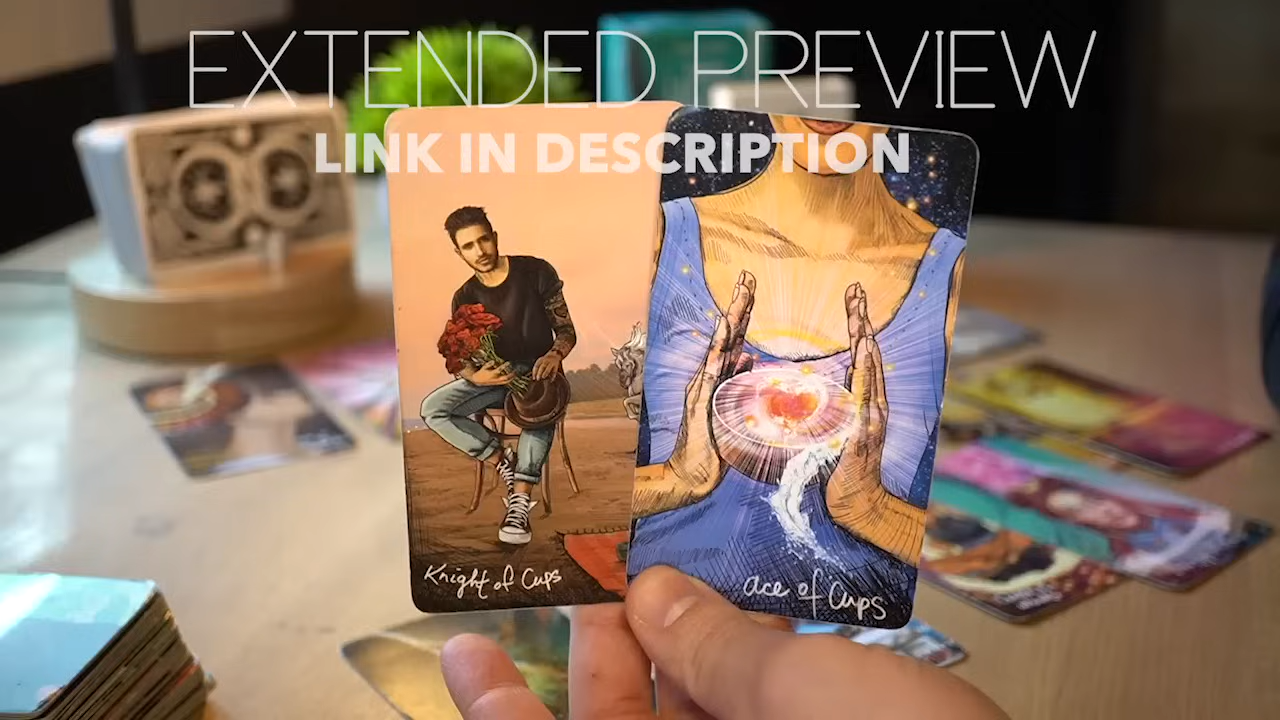 EXTENDED PREVIEW
LINK IN DESCRIPTION
Knight of Cups
ace of Cups